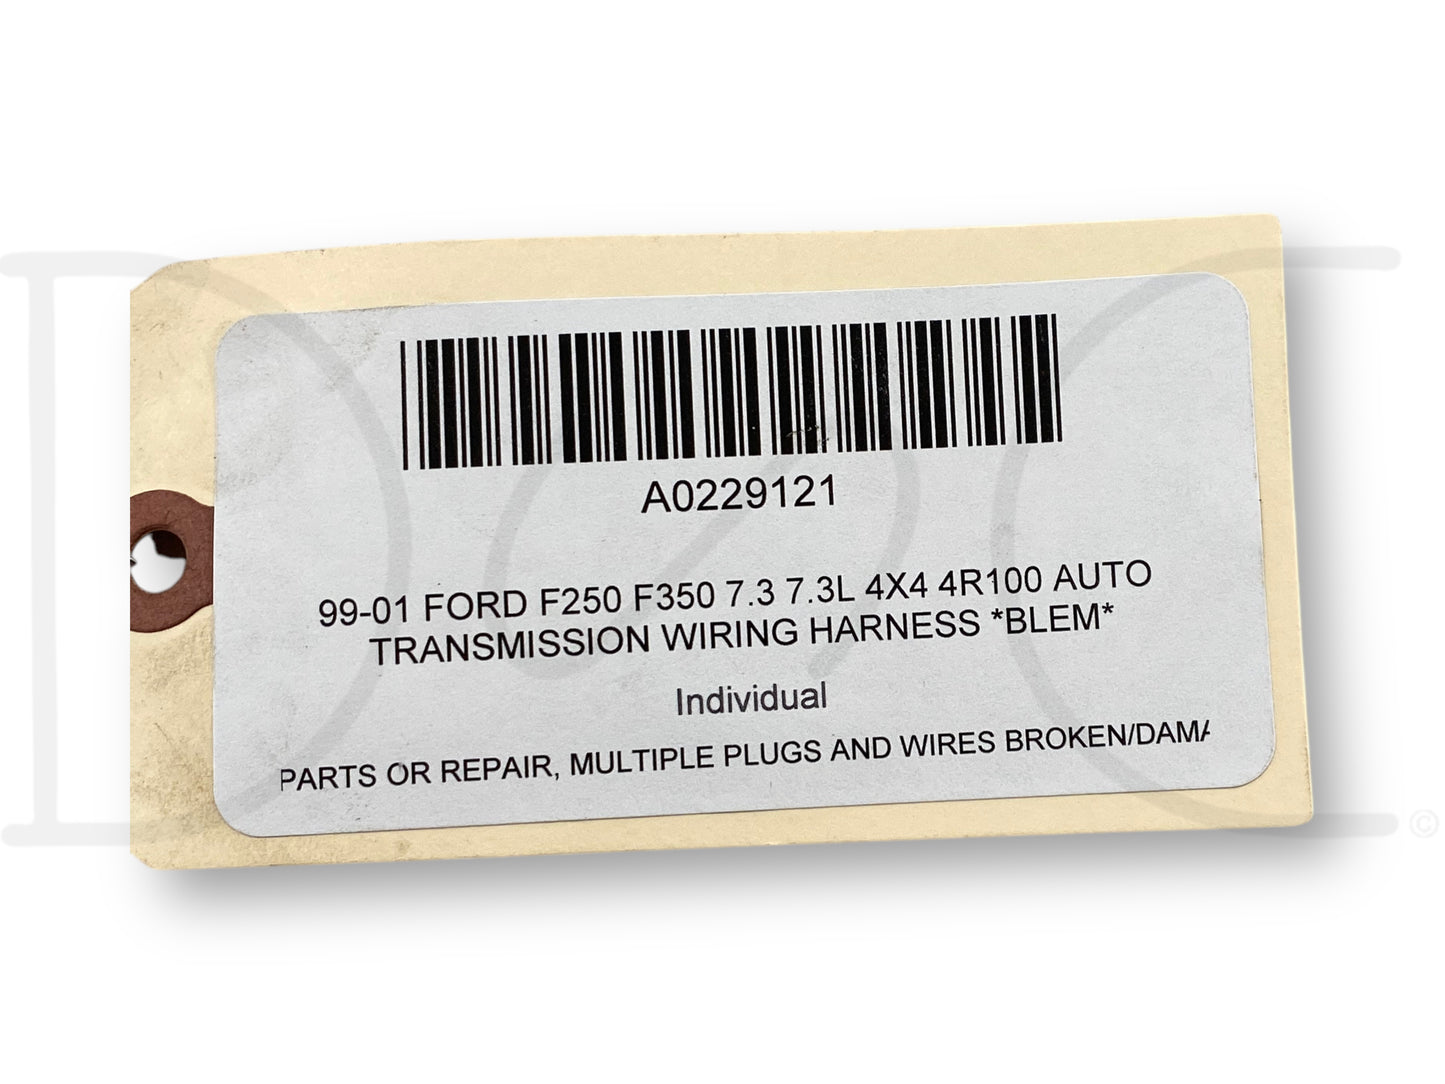 A0229121
99-01 FORD F250 F350 7.3 7.3L 4X4 4R100 AUTO
TRANSMISSION WIRING HARNESS *BLEM*
Individual
PARTS OR REPAIR, MULTIPLE PLUGS AND WIRES BROKEN/DAMA
©